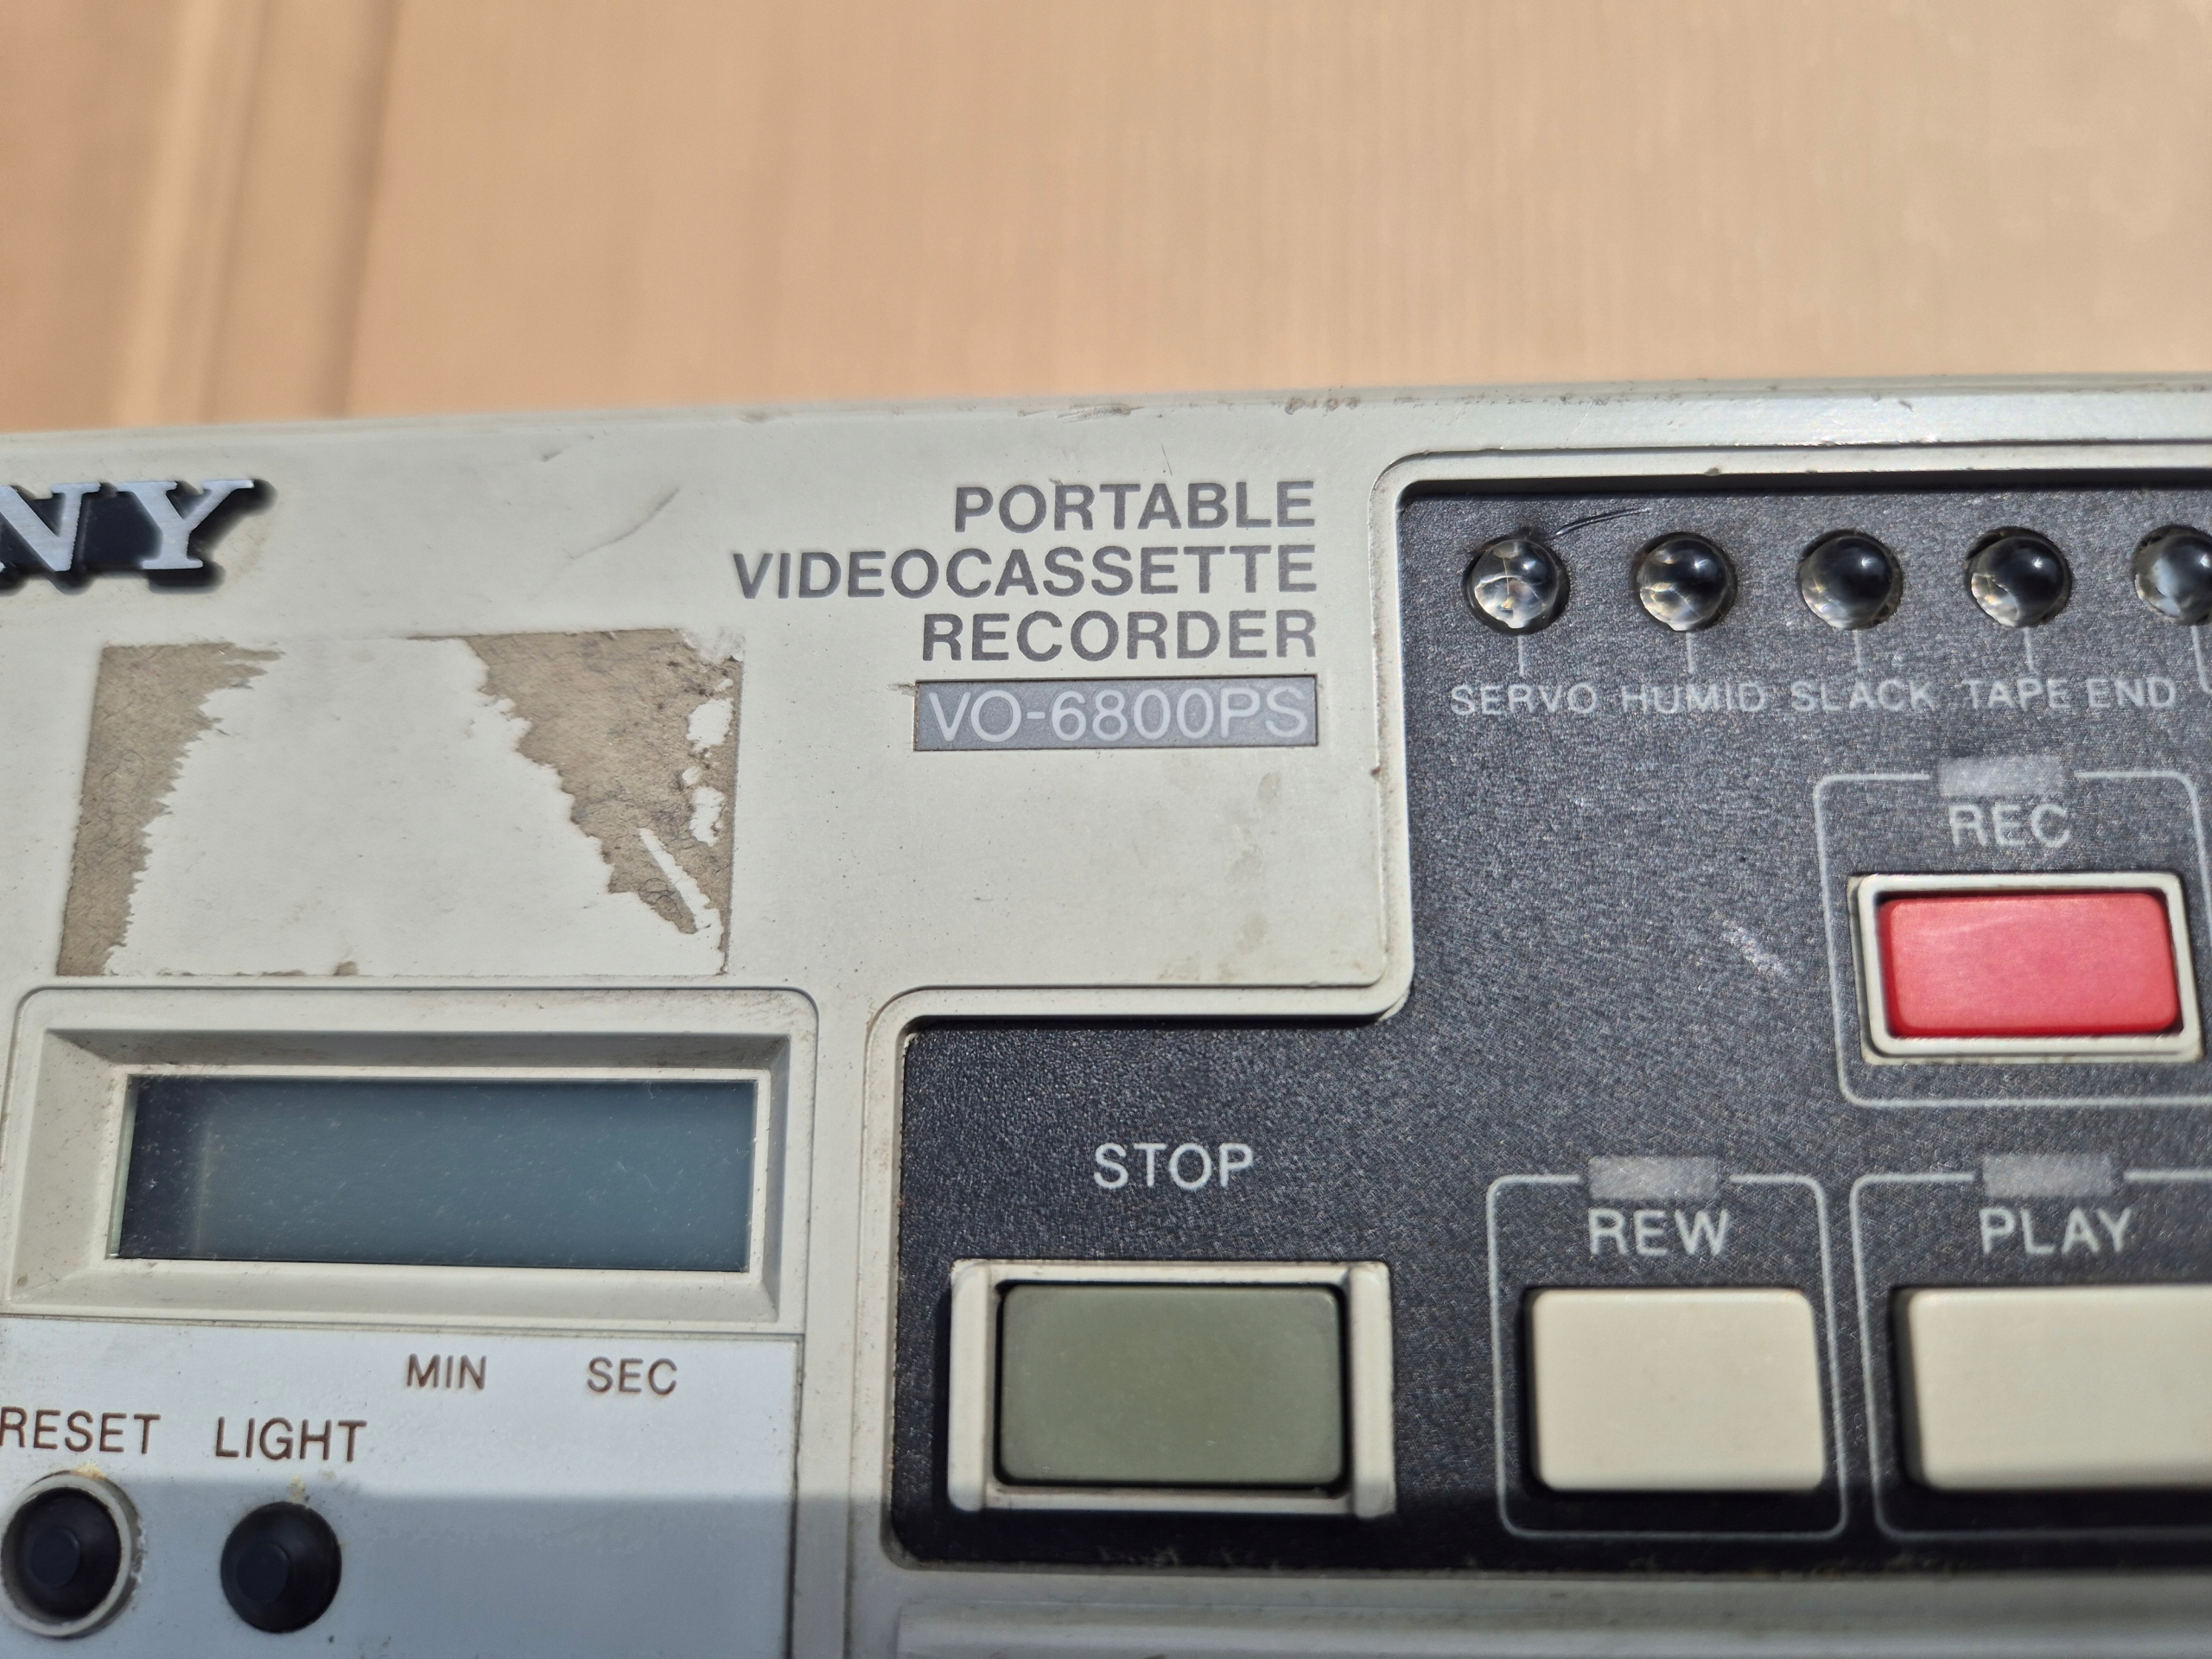 NY
PORTABLE
VIDEOCASSETTE
RECORDER
VO-6800PS
SERVO HUMID SLACK TAPE END
REC
STOP
REW
PLAY
MIN SEC
RESET LIGHT